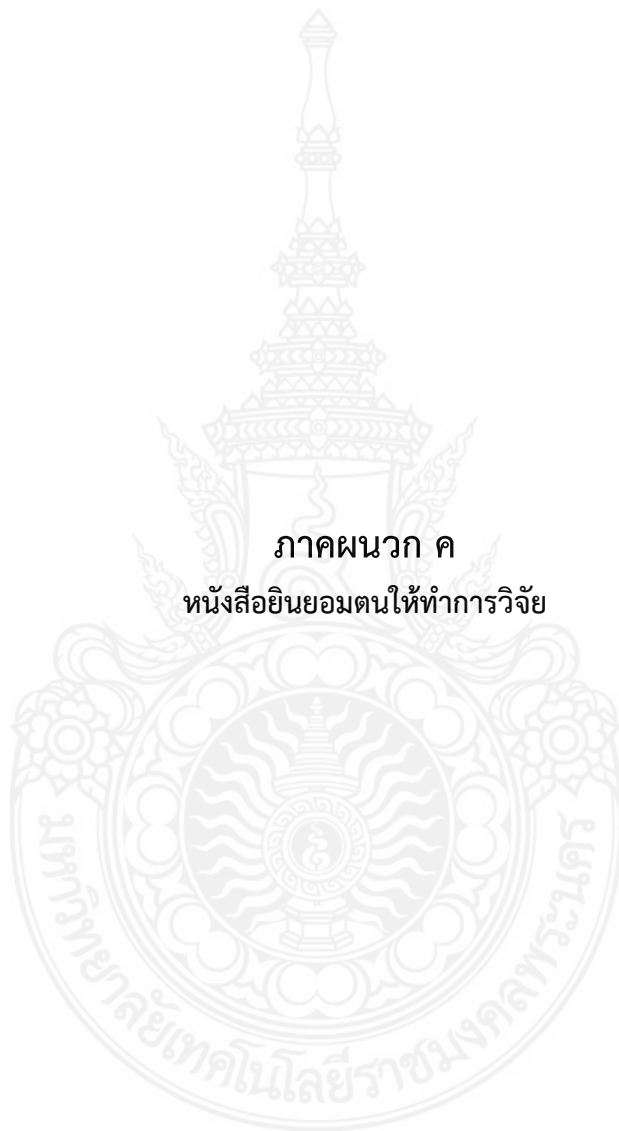 ภาคผนวก ค
หนังสือยินยอมตนให้ทำการวิจัย
มหาวิทยาลัยเทคโนโลยีราชมงคลพระนคร